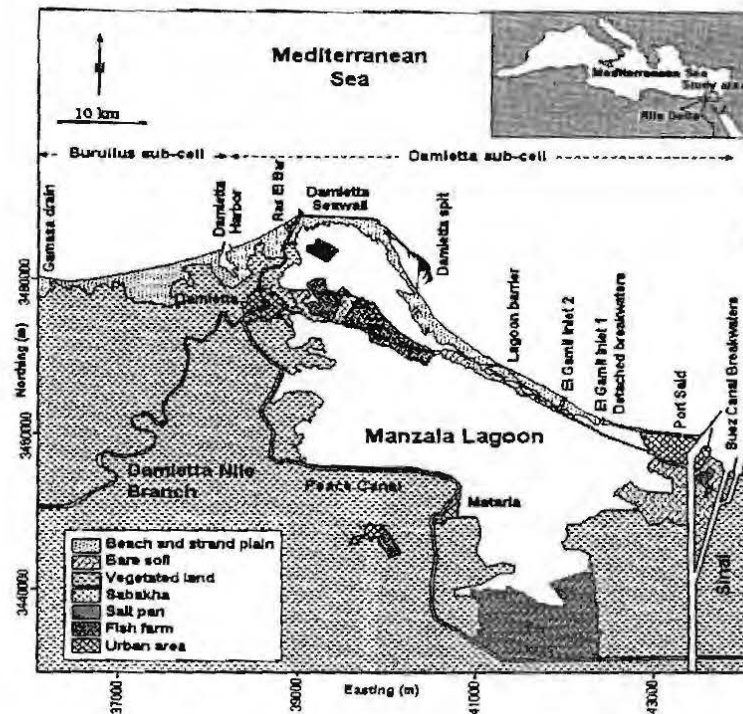 Mediterranean
Sea
10 km
Mediterranean Sea
Study area
Nile Delta
Burullus sub-cell
Damietta sub-cell
Gamasa drain
Damietta
Harbor
Ras El Bar
Damietta
Seawall
Damietta spit
Lagoon barrier
El Gamil Inlet 2
El Gamil Inlet 1
Detached breakwaters
Port Said
Suez Canal Breakwaters
Damietta
Manzala Lagoon
Damietta Nile
Branch
Peace Canal
Mataria
Sinai
Beach and strand plain
Bare soil
Vegetated land
Sabakha
Salt pan
Fish farm
Urban area
Northing (m)
3480000
3460000
3440000
37000
39000
41000
43000
Easting (m)